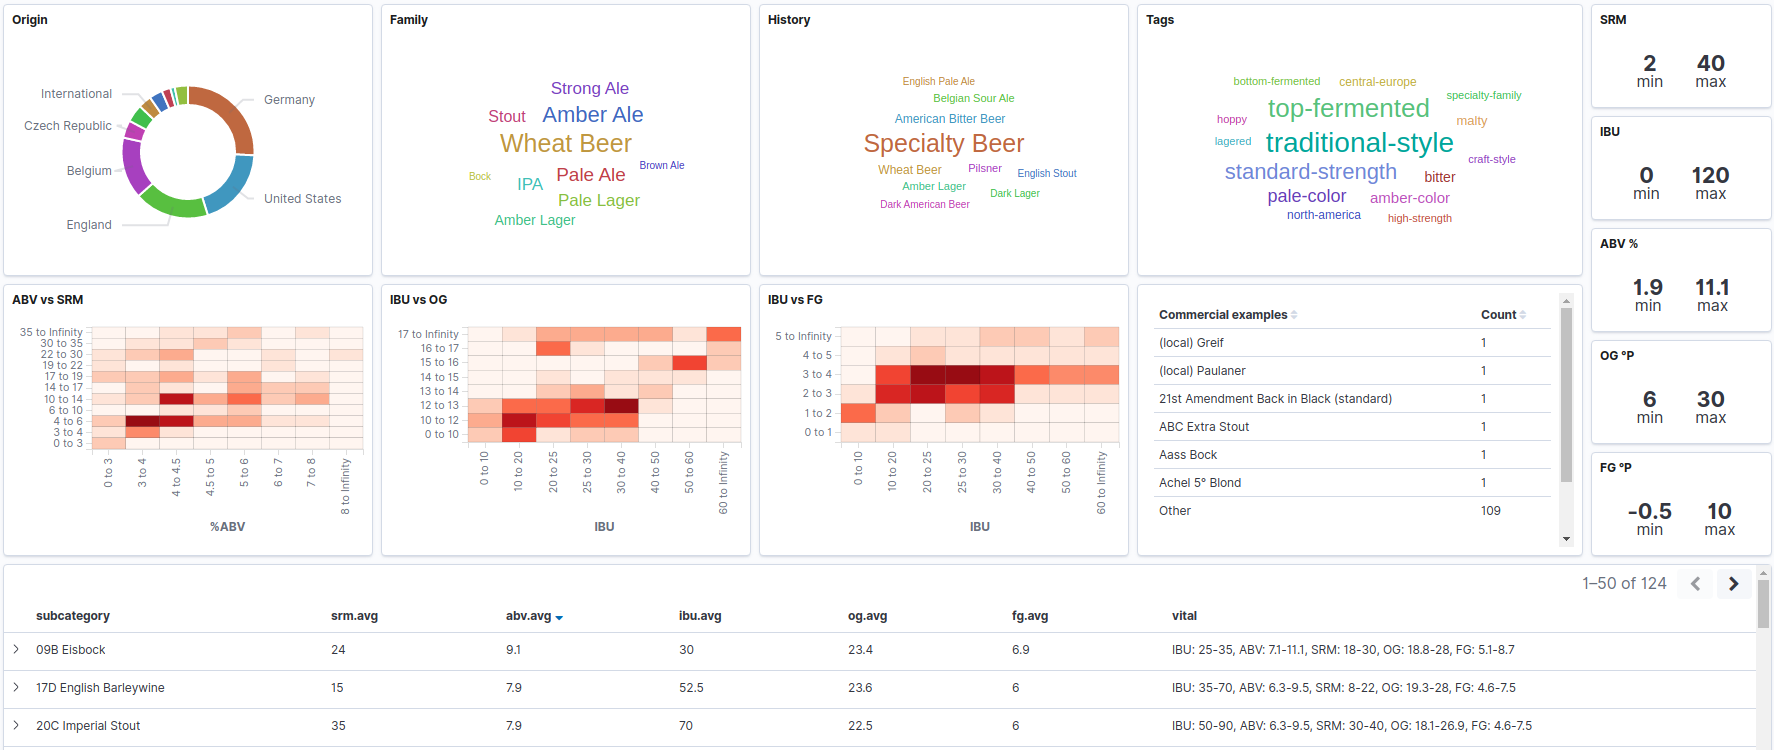 Origin
International
Germany
Czech Republic
Belgium
United States
England
Family
Strong Ale
Stout Amber Ale
Wheat Beer
Brown Ale
Bock IPA Pale Ale
Pale Lager
Amber Lager
History
English Pale Ale
Belgian Sour Ale
American Bitter Beer
Specialty Beer
Wheat Beer Pilsner English Stout
Amber Lager Dark Lager
Dark American Beer
Tags
bottom-fermented central-europe
top-fermented specialty-family
hoppy malty
lagered traditional-style
craft-style
standard-strength bitter
pale-color amber-color
north-america high-strength
SRM
2 40
min max
IBU
0 120
min max
ABV %
1.9 11.1
min max
OG °P
6 30
min max
FG °P
-0.5 10
min max
ABV vs SRM
35 to Infinity
30 to 35
22 to 30
19 to 22
17 to 19
14 to 17
10 to 14
6 to 10
4 to 6
3 to 4
0 to 3
0 to 3
3 to 4
4 to 4.5
4.5 to 5
5 to 6
6 to 7
7 to 8
8 to Infinity
%ABV
IBU vs OG
17 to Infinity
16 to 17
15 to 16
14 to 15
13 to 14
12 to 13
10 to 12
0 to 10
0 to 10
10 to 20
20 to 25
25 to 30
30 to 40
40 to 50
50 to 60
60 to Infinity
IBU
IBU vs FG
5 to Infinity
4 to 5
3 to 4
2 to 3
1 to 2
0 to 1
0 to 10
10 to 20
20 to 25
25 to 30
30 to 40
40 to 50
50 to 60
60 to Infinity
IBU
Commercial examples Count
(local) Greif 1
(local) Paulaner 1
21st Amendment Back in Black (standard) 1
ABC Extra Stout 1
Aass Bock 1
Achel 5° Blond 1
Other 109
1–50 of 124
subcategory srm.avg abv.avg ibu.avg og.avg fg.avg vital
09B Eisbock 24 9.1 30 23.4 6.9 IBU: 25-35, ABV: 7.1-11.1, SRM: 18-30, OG: 18.8-28, FG: 5.1-8.7
17D English Barleywine 15 7.9 52.5 23.6 6 IBU: 35-70, ABV: 6.3-9.5, SRM: 8-22, OG: 19.3-28, FG: 4.6-7.5
20C Imperial Stout 35 7.9 70 22.5 6 IBU: 50-90, ABV: 6.3-9.5, SRM: 30-40, OG: 18.1-26.9, FG: 4.6-7.5